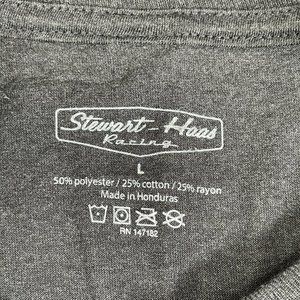 Stewart-Haas
Racing
L
50% polyester / 25% cotton / 25% rayon
Made in Honduras
RN 147182